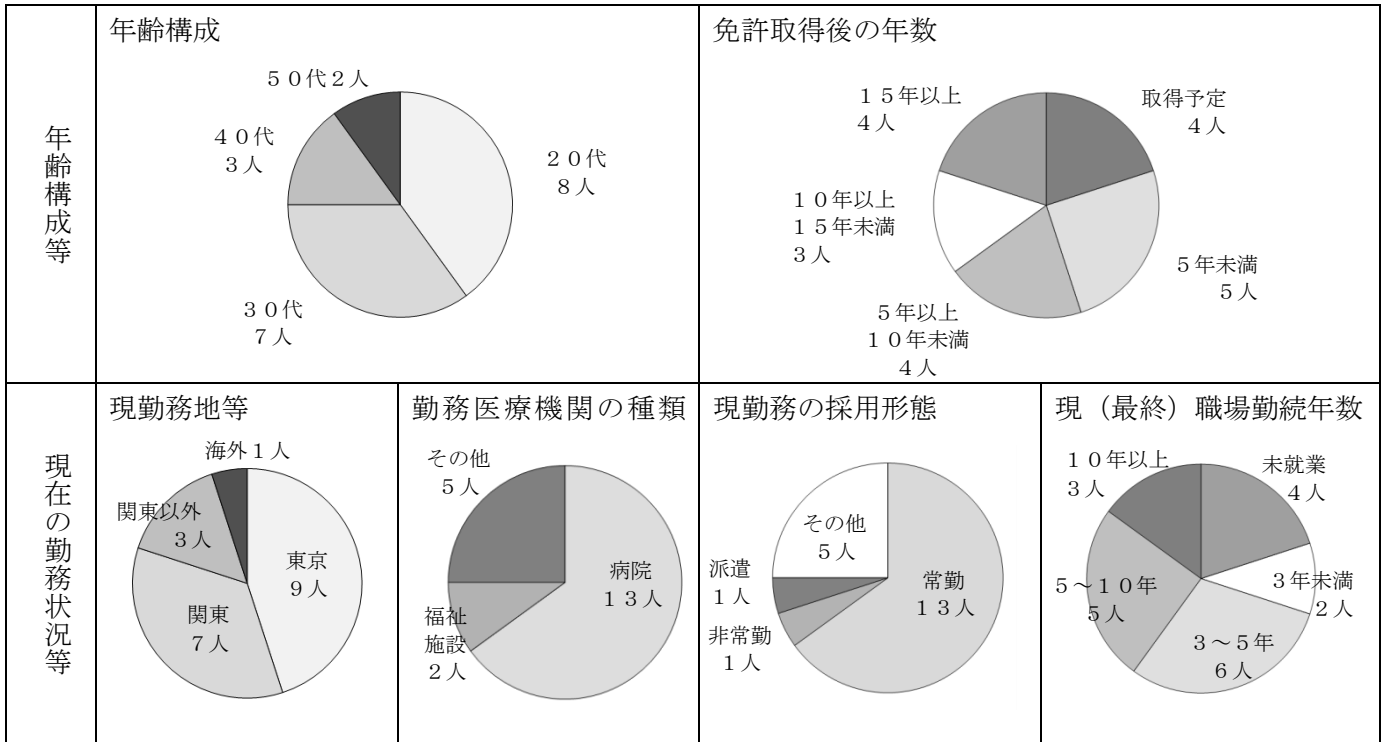 年齢構成等
年齢構成
５０代２人
４０代
３人
２０代
８人
３０代
７人
免許取得後の年数
１５年以上
４人
取得予定
４人
１０年以上
１５年未満
３人
５年未満
５人
５年以上
１０年未満
４人
現在の勤務状況等
現勤務地等
海外１人
関東以外
３人
東京
９人
関東
７人
勤務医療機関の種類
その他
５人
病院
１３人
福祉
施設
２人
現勤務の採用形態
その他
５人
派遣
１人
常勤
１３人
非常勤
１人
現（最終）職場勤続年数
１０年以上
３人
未就業
４人
３年未満
２人
５～１０年
５人
３～５年
６人